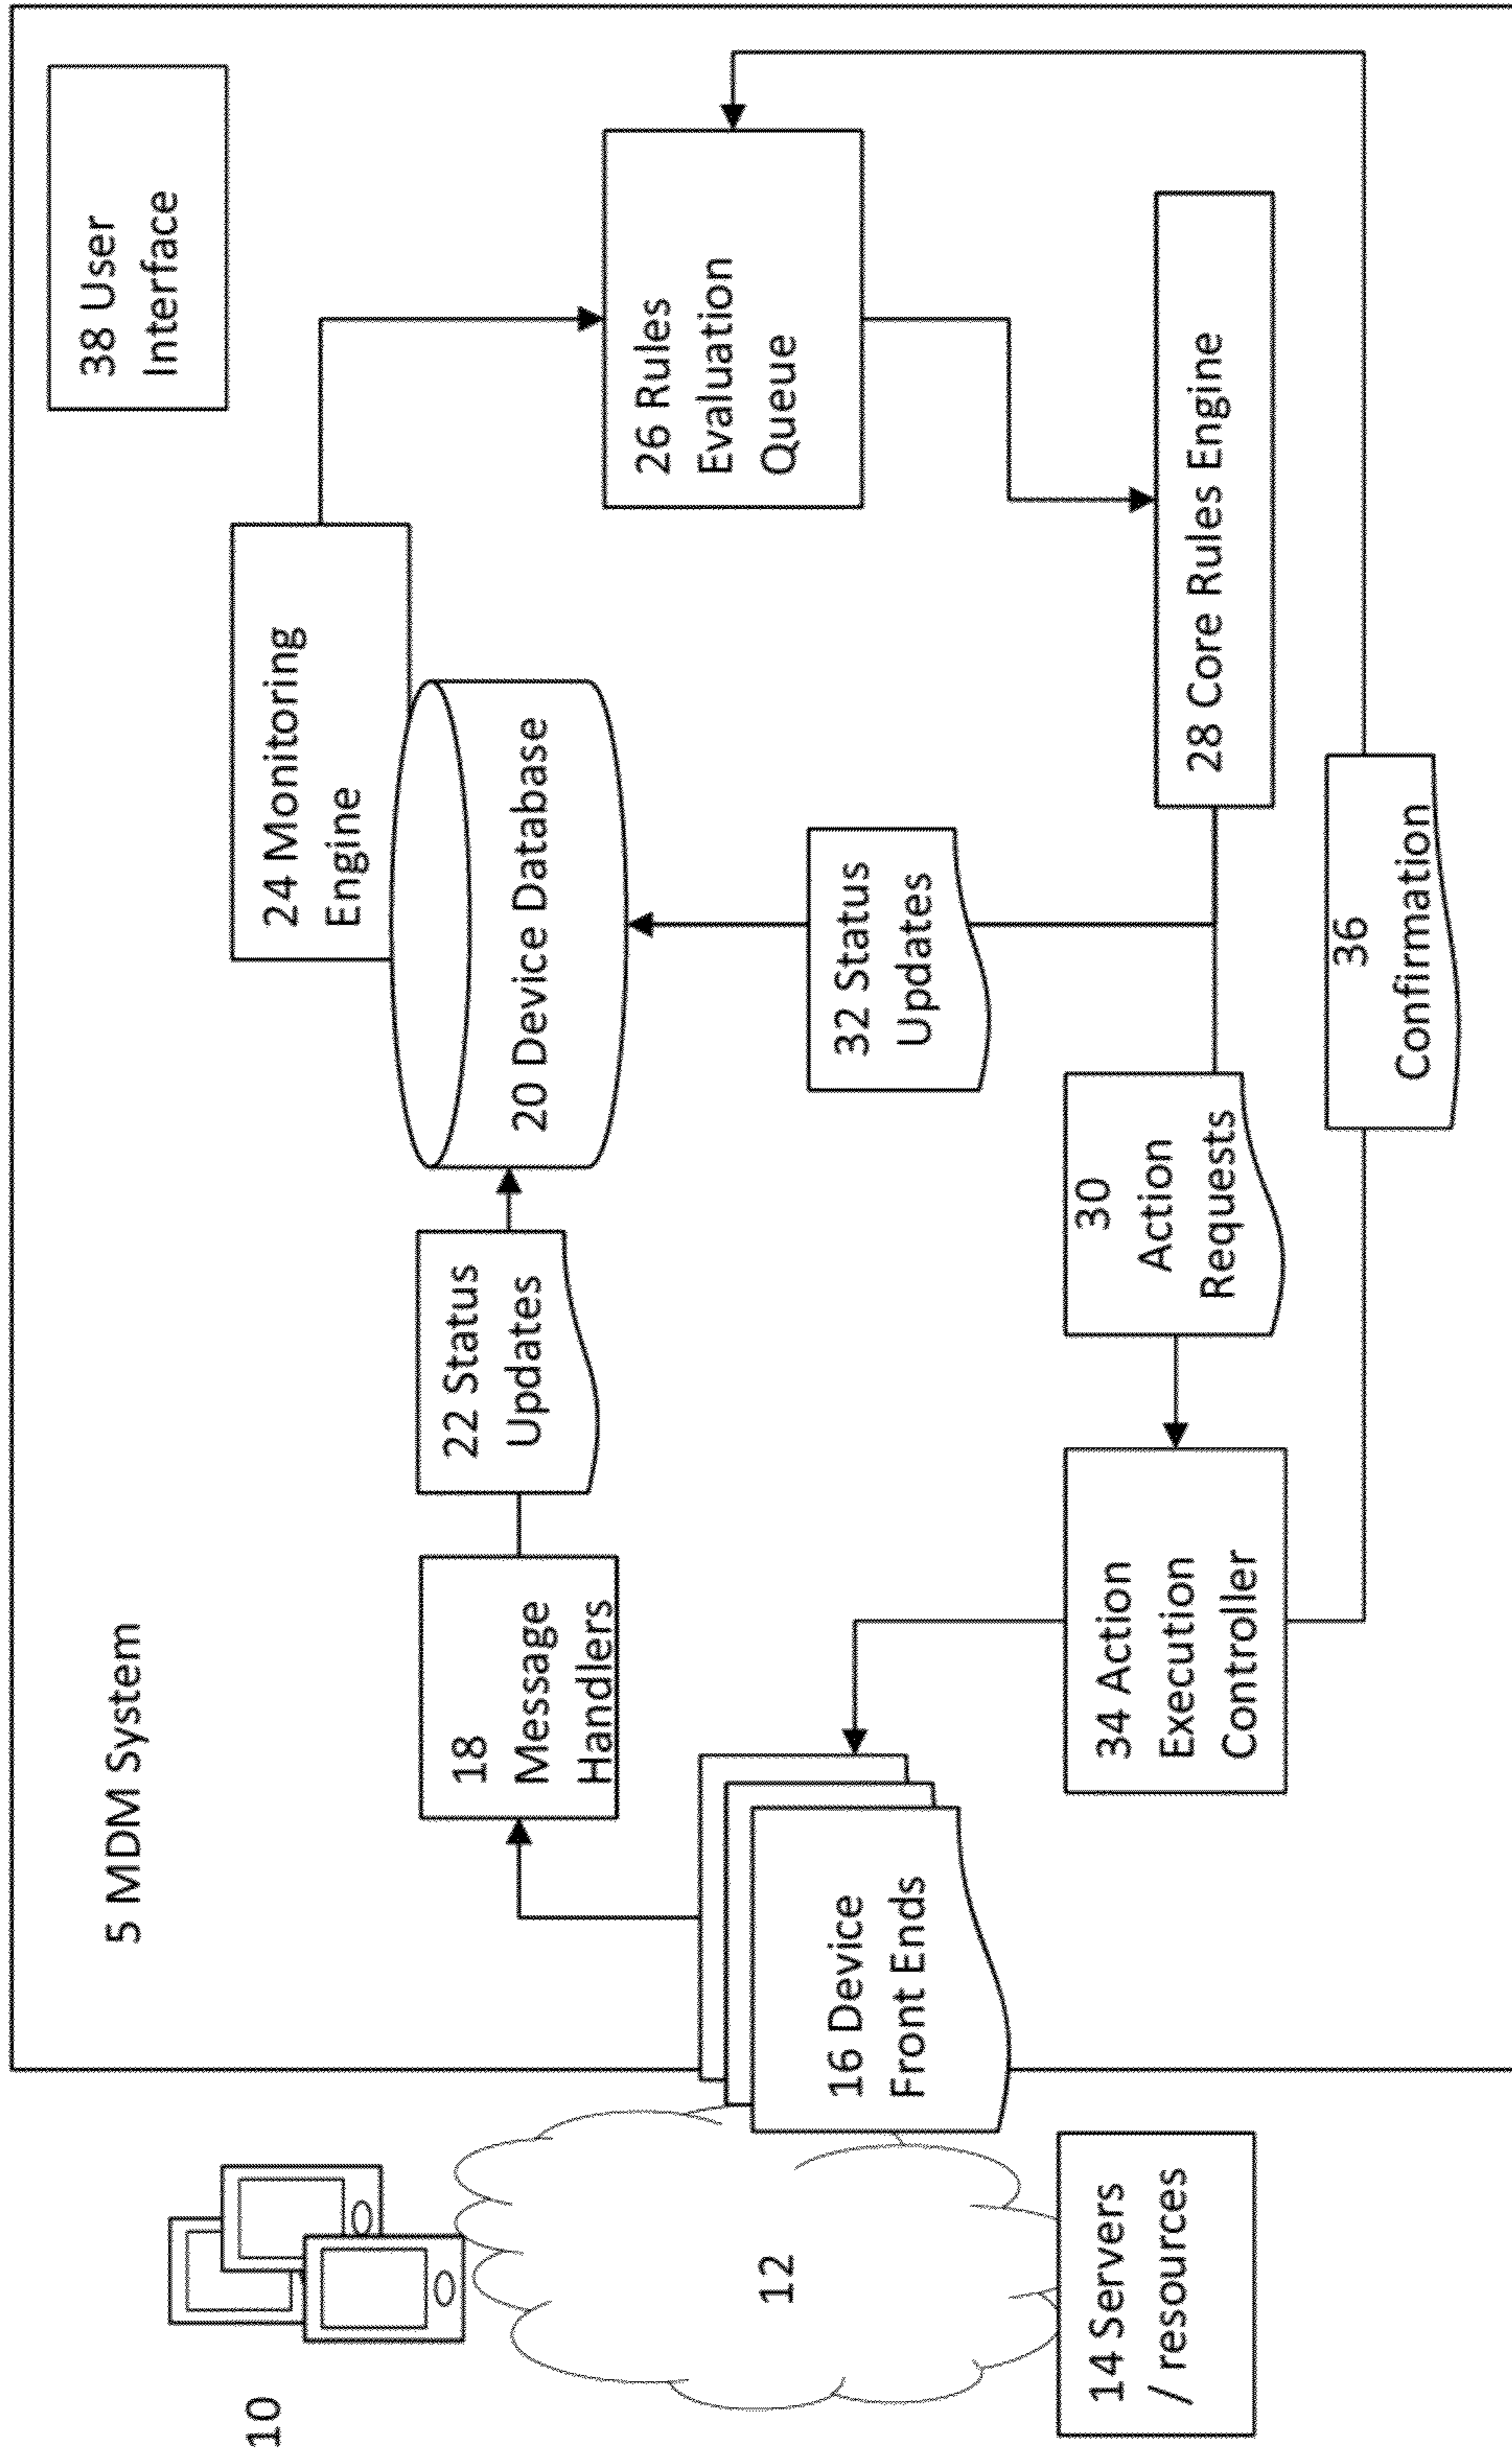 5 MDM System
38 User
Interface
24 Monitoring
Engine
18
Message
Handlers
22 Status
Updates
20 Device Database
26 Rules
Evaluation
Queue
10
12
16 Device
Front Ends
32 Status
Updates
14 Servers
/ resources
34 Action
Execution
Controller
30
Action
Requests
28 Core Rules Engine
36
Confirmation